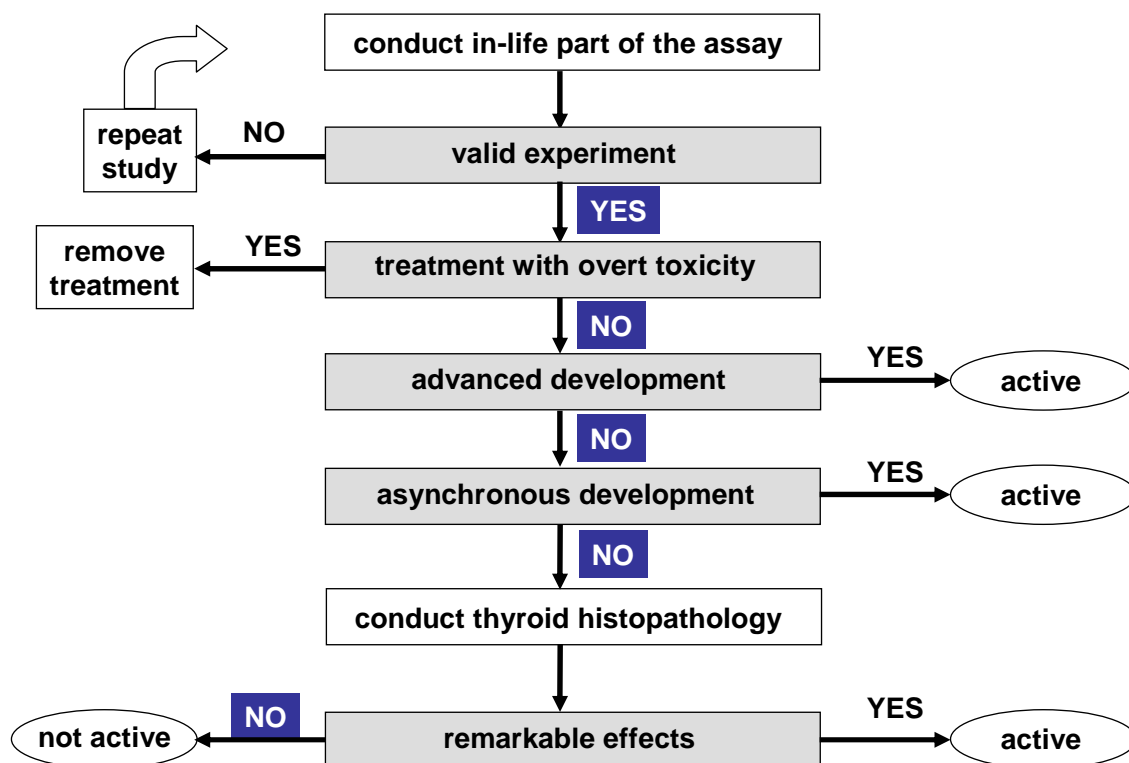 conduct in-life part of the assay
repeat
study
NO
valid experiment
YES
remove
treatment
YES
treatment with overt toxicity
NO
advanced development
YES
active
NO
asynchronous development
YES
active
NO
conduct thyroid histopathology
not active
NO
remarkable effects
YES
active